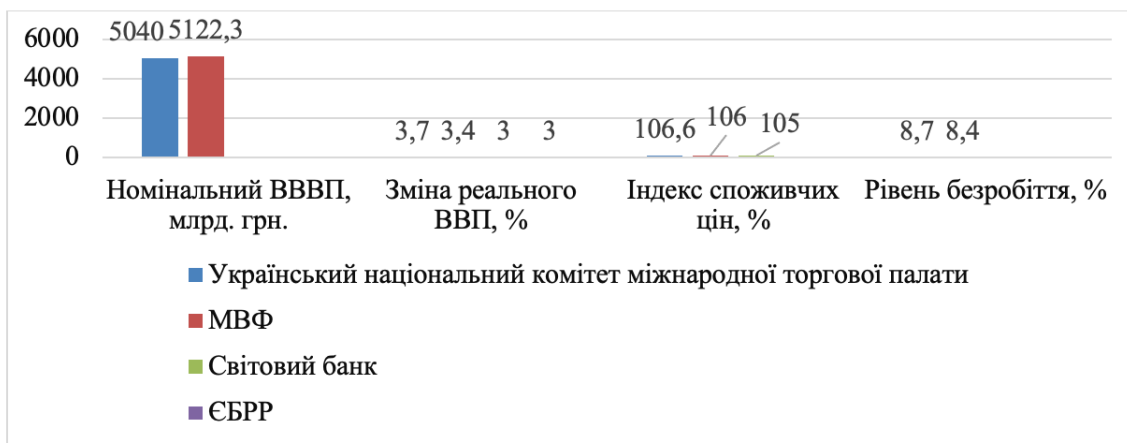 6000
4000
2000
0
5040 5122,3
3,7 3,4 3 3
106,6 106 105
8,7 8,4
Номінальний ВВВП, млрд. грн.
Зміна реального ВВП, %
Індекс споживчих цін, %
Рівень безробіття, %
Український національний комітет міжнародної торгової палати
МВФ
Світовий банк
ЄБРР